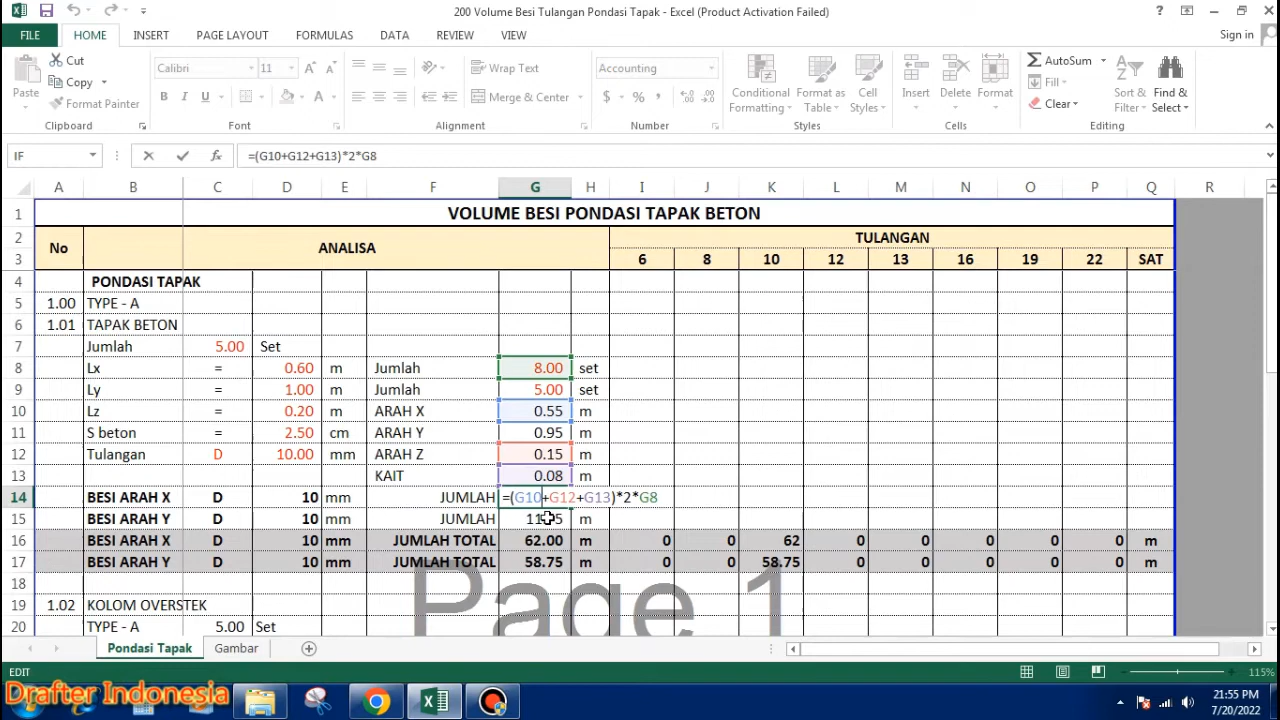 200 Volume Besi Tulangan Pondasi Tapak - Excel (Product Activation Failed)
FILE HOME INSERT PAGE LAYOUT FORMULAS DATA REVIEW VIEW Sign in
Paste Cut Copy Format Painter Clipboard
Calibri 11 B I U Font
Wrap Text Merge & Center Alignment
Accounting $ % , Number
Conditional Formatting Format as Table Cell Styles Styles
Insert Delete Format Cells
AutoSum Fill Clear Sort & Filter Find & Select Editing
IF fx =(G10+G12+G13)*2*G8
A B C D E F G H I J K L M N O P Q R
1 VOLUME BESI PONDASI TAPAK BETON
2 No ANALISA TULANGAN
3 6 8 10 12 13 16 19 22 SAT
4 PONDASI TAPAK
5 1.00 TYPE - A
6 1.01 TAPAK BETON
7 Jumlah 5.00 Set
8 Lx = 0.60 m Jumlah 8.00 set
9 Ly = 1.00 m Jumlah 5.00 set
10 Lz = 0.20 m ARAH X 0.55 m
11 S beton = 2.50 cm ARAH Y 0.95 m
12 Tulangan D 10.00 mm ARAH Z 0.15 m
13 KAIT 0.08 m
14 BESI ARAH X D 10 mm JUMLAH =(G10+G12+G13)*2*G8
15 BESI ARAH Y D 10 mm JUMLAH m
16 BESI ARAH X D 10 mm JUMLAH TOTAL 62.00 m 0 0 62 0 0 0 0 0 m
17 BESI ARAH Y D 10 mm JUMLAH TOTAL 58.75 m 0 0 58.75 0 0 0 0 0 m
18
19 1.02 KOLOM OVERSTEK
20 TYPE - A 5.00 Set
Page 1
Pondasi Tapak Gambar
EDIT 115%
Drafter Indonesia
21:55 PM
7/20/2022